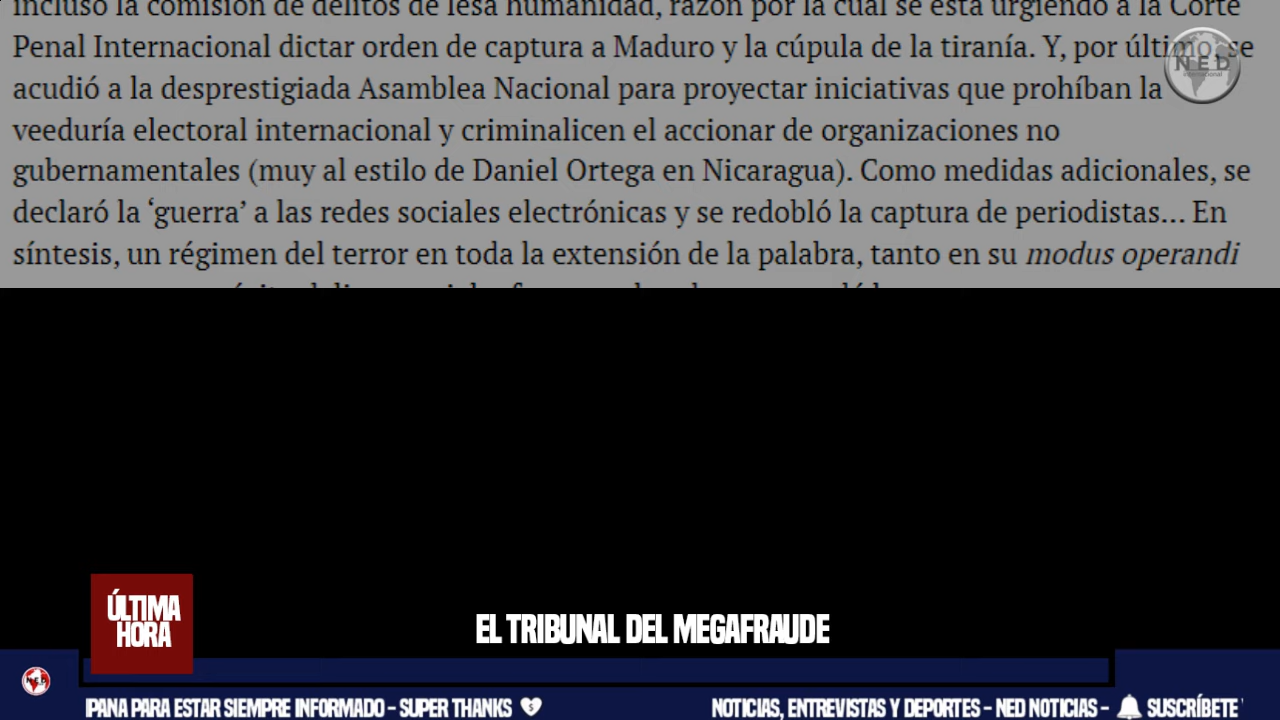 incluso la comisión de delitos de lesa humanidad, razón por la cual se está urgiendo a la Corte
Penal Internacional dictar orden de captura a Maduro y la cúpula de la tiranía. Y, por último, se
acudió a la desprestigiada Asamblea Nacional para proyectar iniciativas que prohíban la
veeduría electoral internacional y criminalicen el accionar de organizaciones no
gubernamentales (muy al estilo de Daniel Ortega en Nicaragua). Como medidas adicionales, se
declaró la ‘guerra’ a las redes sociales electrónicas y se redobló la captura de periodistas... En
síntesis, un régimen del terror en toda la extensión de la palabra, tanto en su modus operandi
NED
international
ÚLTIMA
HORA
EL TRIBUNAL DEL MEGAFRAUDE
NED
IPANA PARA ESTAR SIEMPRE INFORMADO - SUPER THANKS
NOTICIAS, ENTREVISTAS Y DEPORTES - NED NOTICIAS - SUSCRÍBETE